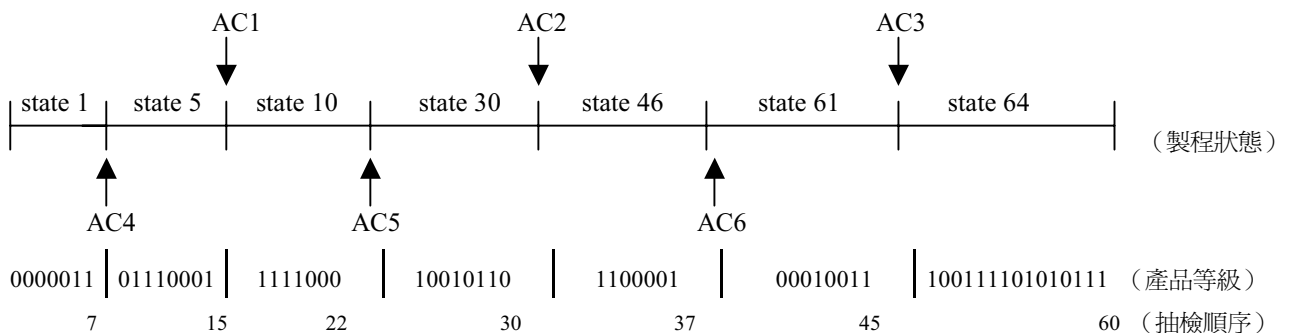 AC1 AC2 AC3
state 1 state 5 state 10 state 30 state 46 state 61 state 64
（製程狀態）
AC4 AC5 AC6
0000011 01110001 1111000 10010110 1100001 00010011 100111101010111 （產品等級）
7 15 22 30 37 45 60 （抽檢順序）